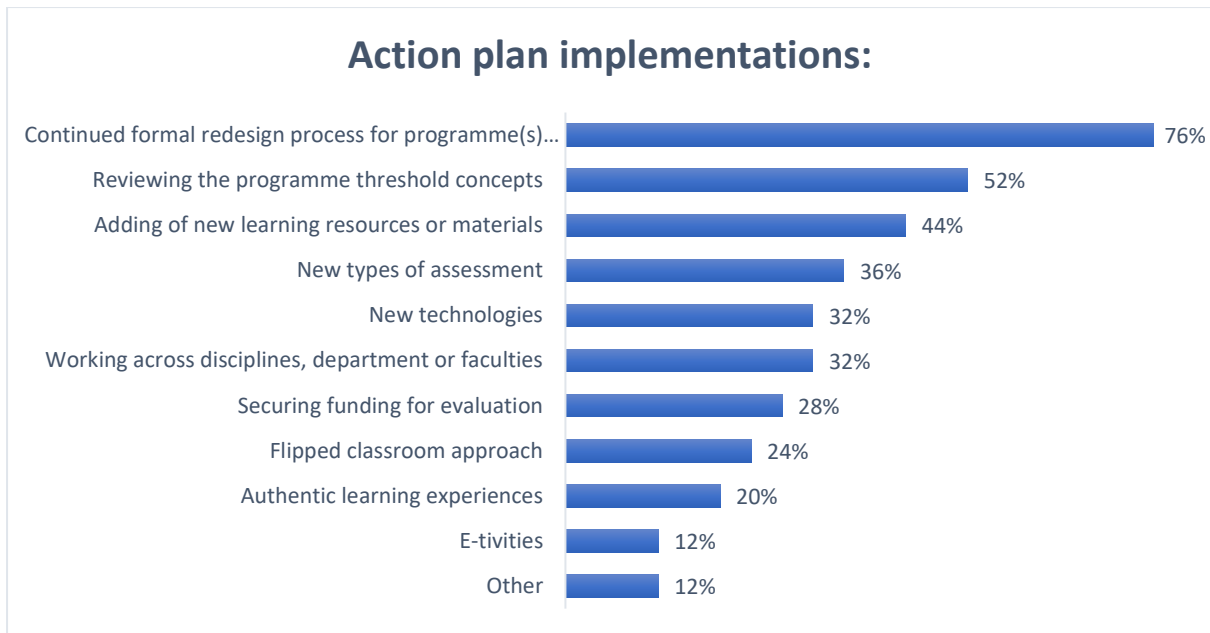 Action plan implementations:
Continued formal redesign process for programme(s)... 76%
Reviewing the programme threshold concepts 52%
Adding of new learning resources or materials 44%
New types of assessment 36%
New technologies 32%
Working across disciplines, department or faculties 32%
Securing funding for evaluation 28%
Flipped classroom approach 24%
Authentic learning experiences 20%
E-tivities 12%
Other 12%